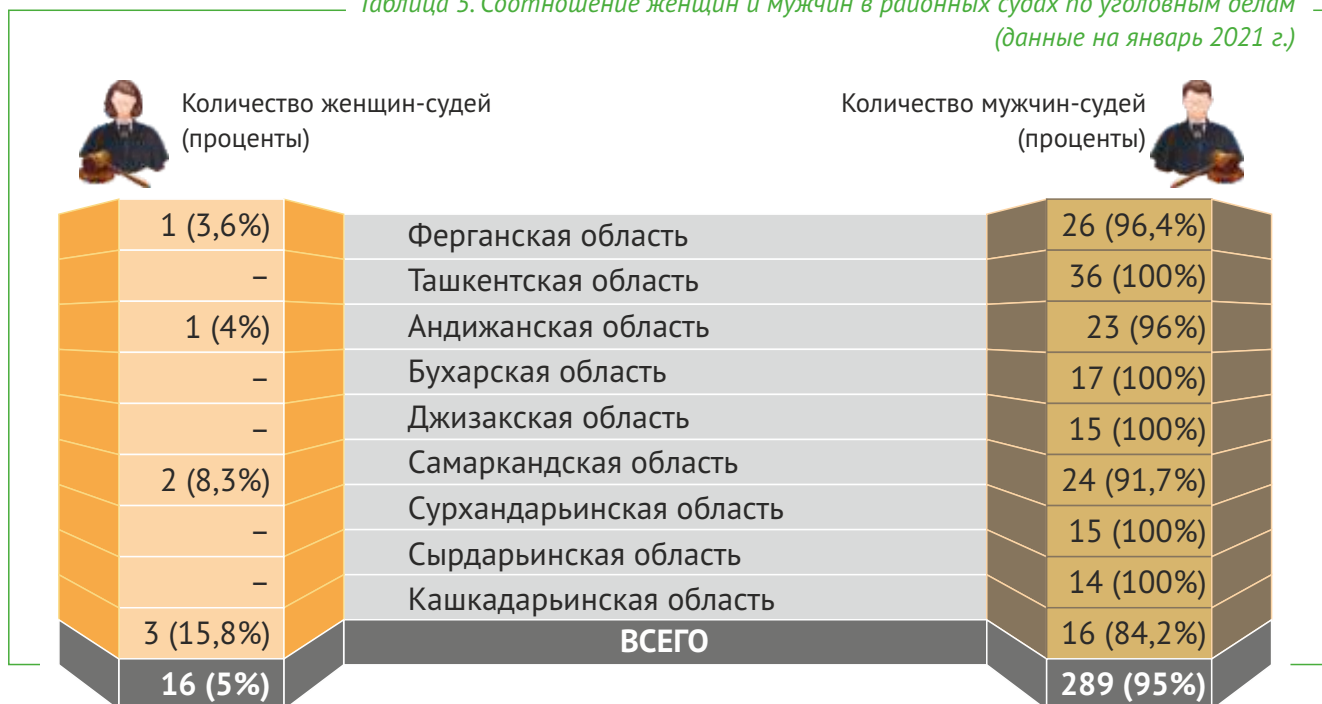 Таблица 5. Соотношение женщин и мужчин в районных судах по уголовным делам
(данные на январь 2021 г.)
Количество женщин-судей
(проценты)
Количество мужчин-судей
(проценты)
1 (3,6%) Ферганская область 26 (96,4%)
– Ташкентская область 36 (100%)
1 (4%) Андижанская область 23 (96%)
– Бухарская область 17 (100%)
– Джизакская область 15 (100%)
2 (8,3%) Самаркандская область 24 (91,7%)
– Сурхандарьинская область 15 (100%)
– Сырдарьинская область 14 (100%)
3 (15,8%) Кашкадарьинская область 16 (84,2%)
16 (5%) ВСЕГО 289 (95%)